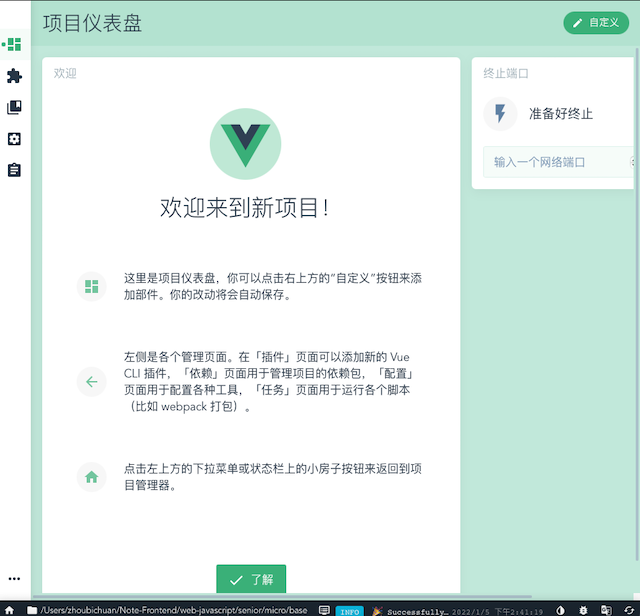 项目仪表盘
自定义
欢迎
终止端口
准备好终止
输入一个网络端口
欢迎来到新项目！
这里是项目仪表盘，你可以点击右上方的“自定义”按钮来添
加部件。你的改动将会自动保存。
左侧是各个管理页面。在「插件」页面可以添加新的 Vue
CLI 插件，「依赖」页面用于管理项目的依赖包，「配置」
页面用于配置各种工具，「任务」页面用于运行各个脚本
（比如 webpack 打包）。
点击左上方的下拉菜单或状态栏上的小房子按钮来返回到项
目管理器。
了解
/Users/zhoubichuan/Note-Frontend/web-javascript/senior/micro/base
INFO
Successfully… 2022/1/5 下午2:41:19